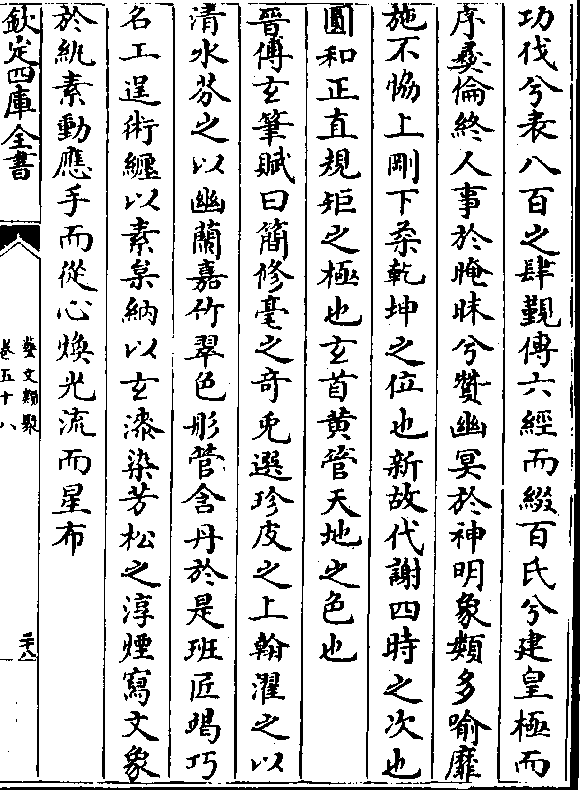 功伐兮表八百之肆覲傳六經而綴百氏兮建皇極而
序彜倫終人事於晻昧兮贊幽冥於神明象類多喻靡
施不恊上剛下柔乾坤之位也新故代謝四時之次也
圓和正直規矩之極也玄首黄管天地之色也
晉傅玄筆賦曰簡修毫之竒兎選珍皮之上翰濯之以
清水芬之以幽蘭嘉竹翠色彤管含丹於是班匠竭巧
名工逞術纏以素枲納以玄漆染芳松之淳煙寫文象
於紈素動應手而從心煥光流而星布
欽定四庫全書
藝文類聚
卷五十八
二十八